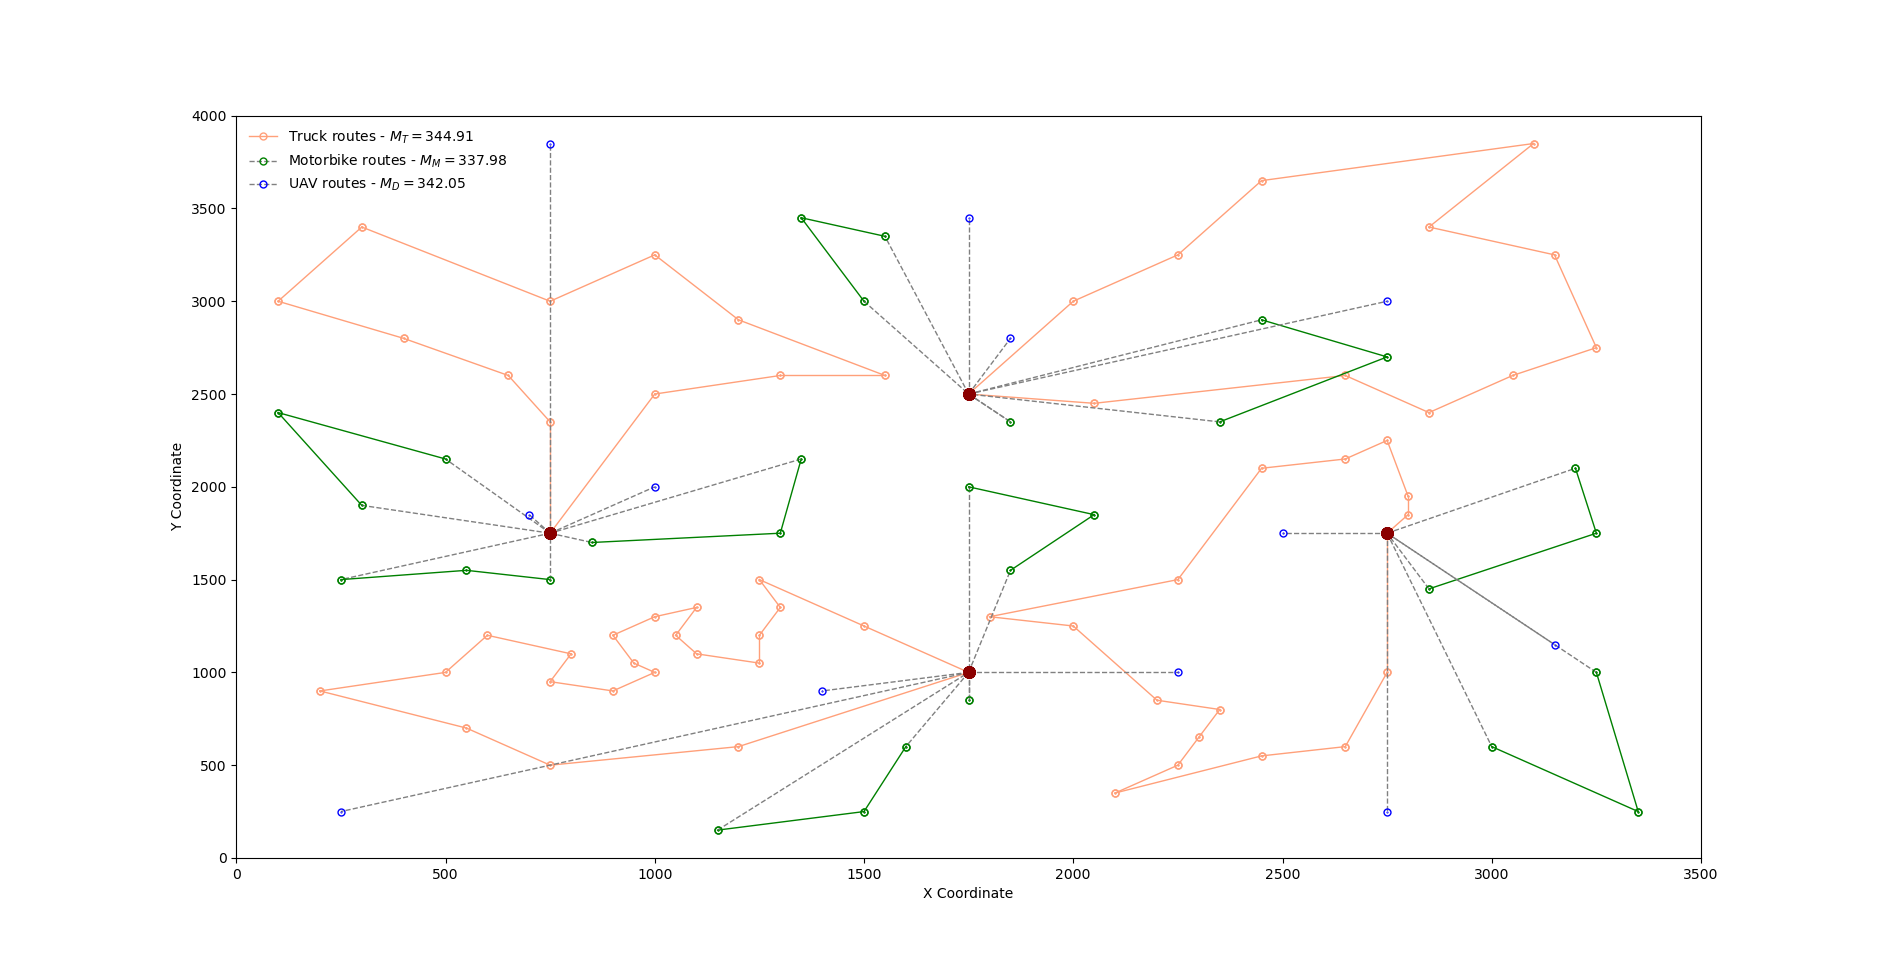 4000
3500
3000
2500
2000
1500
1000
500
0
Y Coordinate
Truck routes - M_T = 344.91
Motorbike routes - M_M = 337.98
UAV routes - M_D = 342.05
0 500 1000 1500 2000 2500 3000 3500
X Coordinate